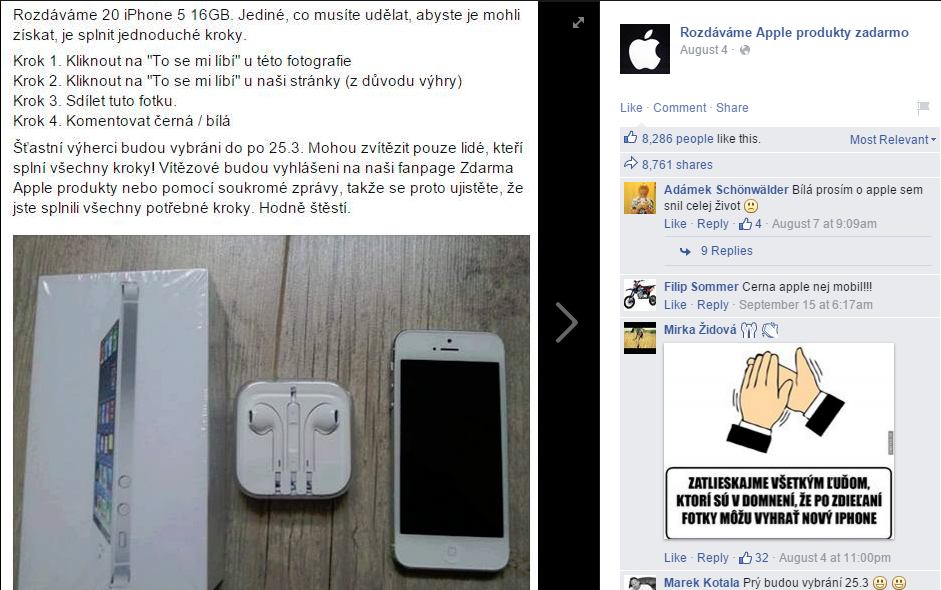 Rozdáváme 20 iPhone 5 16GB. Jediné, co musíte udělat, abyste je mohli
získat, je splnit jednoduché kroky.
Krok 1. Kliknout na "To se mi líbí" u této fotografie
Krok 2. Kliknout na "To se mi líbí" u naši stránky (z důvodu výhry)
Krok 3. Sdílet tuto fotku.
Krok 4. Komentovat černá / bílá
Šťastní výherci budou vybráni do po 25.3. Mohou zvítězit pouze lidé, kteří
splní všechny kroky! Vítězové budou vyhlášeni na naši fanpage Zdarma
Apple produkty nebo pomocí soukromé zprávy, takže se proto ujistěte, že
jste splnili všechny potřebné kroky. Hodně štěstí.
Rozdáváme Apple produkty zadarmo
August 4 ·
Like · Comment · Share
8,286 people like this.
Most Relevant
8,761 shares
Adámek Schönwälder Bílá prosím o apple sem
snil celej život
Like · Reply · 4 · August 7 at 9:09am
9 Replies
Filip Sommer Cerna apple nej mobil!!!
Like · Reply · September 15 at 6:17am
Mirka Židová
ZATLIESKAJME VŠETKÝM ĽUĎOM,
KTORÍ SÚ V DOMNENÍ, ŽE PO ZDIEĽANÍ
FOTKY MÔŽU VYHRAŤ NOVÝ IPHONE
Like · Reply · 32 · August 4 at 11:00pm
Marek Kotala Prý budou vybrání 25.3